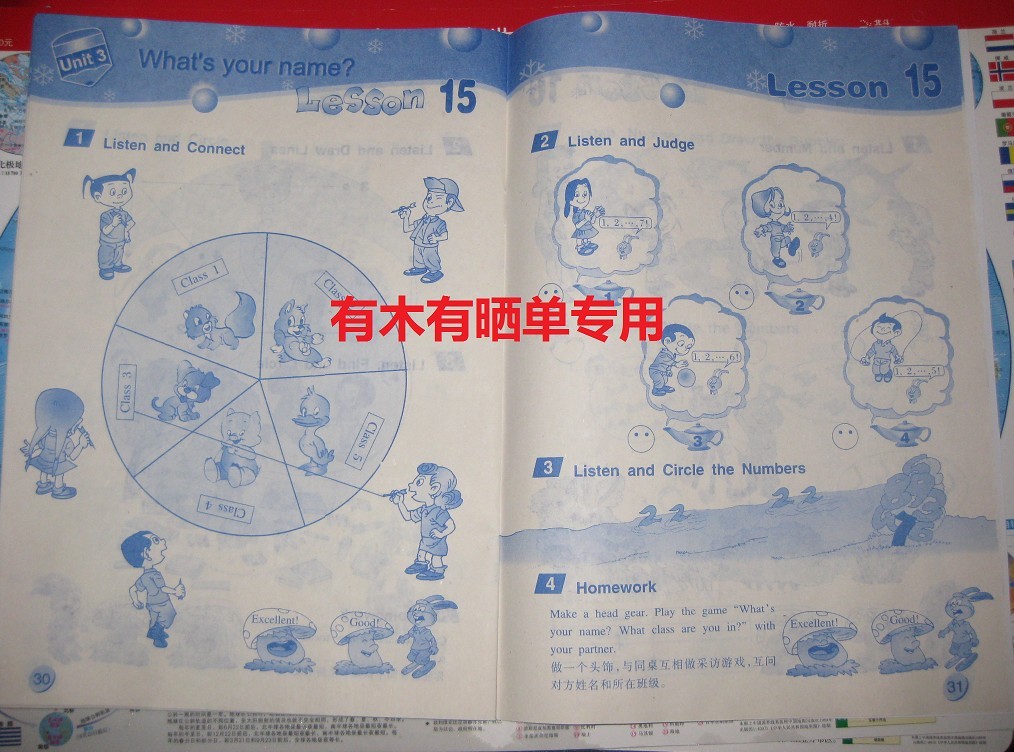 Unit 3
What's your name?
Lesson 15
1 Listen and Connect
Class 1
Class
Class 3
Class 5
Class 4
Excellent!
Good!
30
有木有晒单专用
Lesson 15
2 Listen and Judge
1, 2, …, 7!
1, 2, …, 4!
1
2
1, 2, …, 6!
1, 2, …, 5!
3
4
3 Listen and Circle the Numbers
4 Homework
Make a head gear. Play the game “What's
your name? What class are you in?” with
your partner.
做一个头饰,与同桌互相做采访游戏,互问
对方姓名和所在班级。
Excellent!
Good!
31